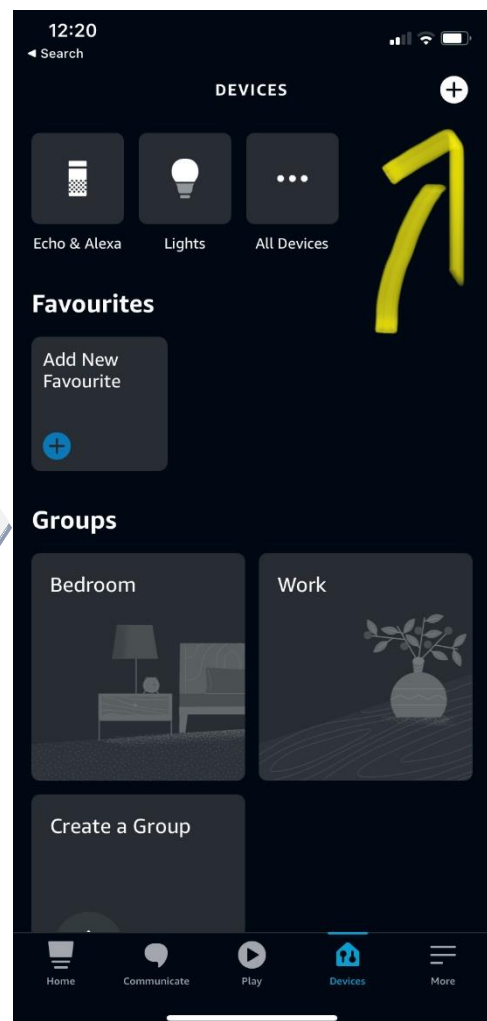 12:20
Search
DEVICES
Echo & Alexa
Lights
All Devices
Favourites
Add New
Favourite
Groups
Bedroom
Work
Create a Group
Home
Communicate
Play
Devices
More